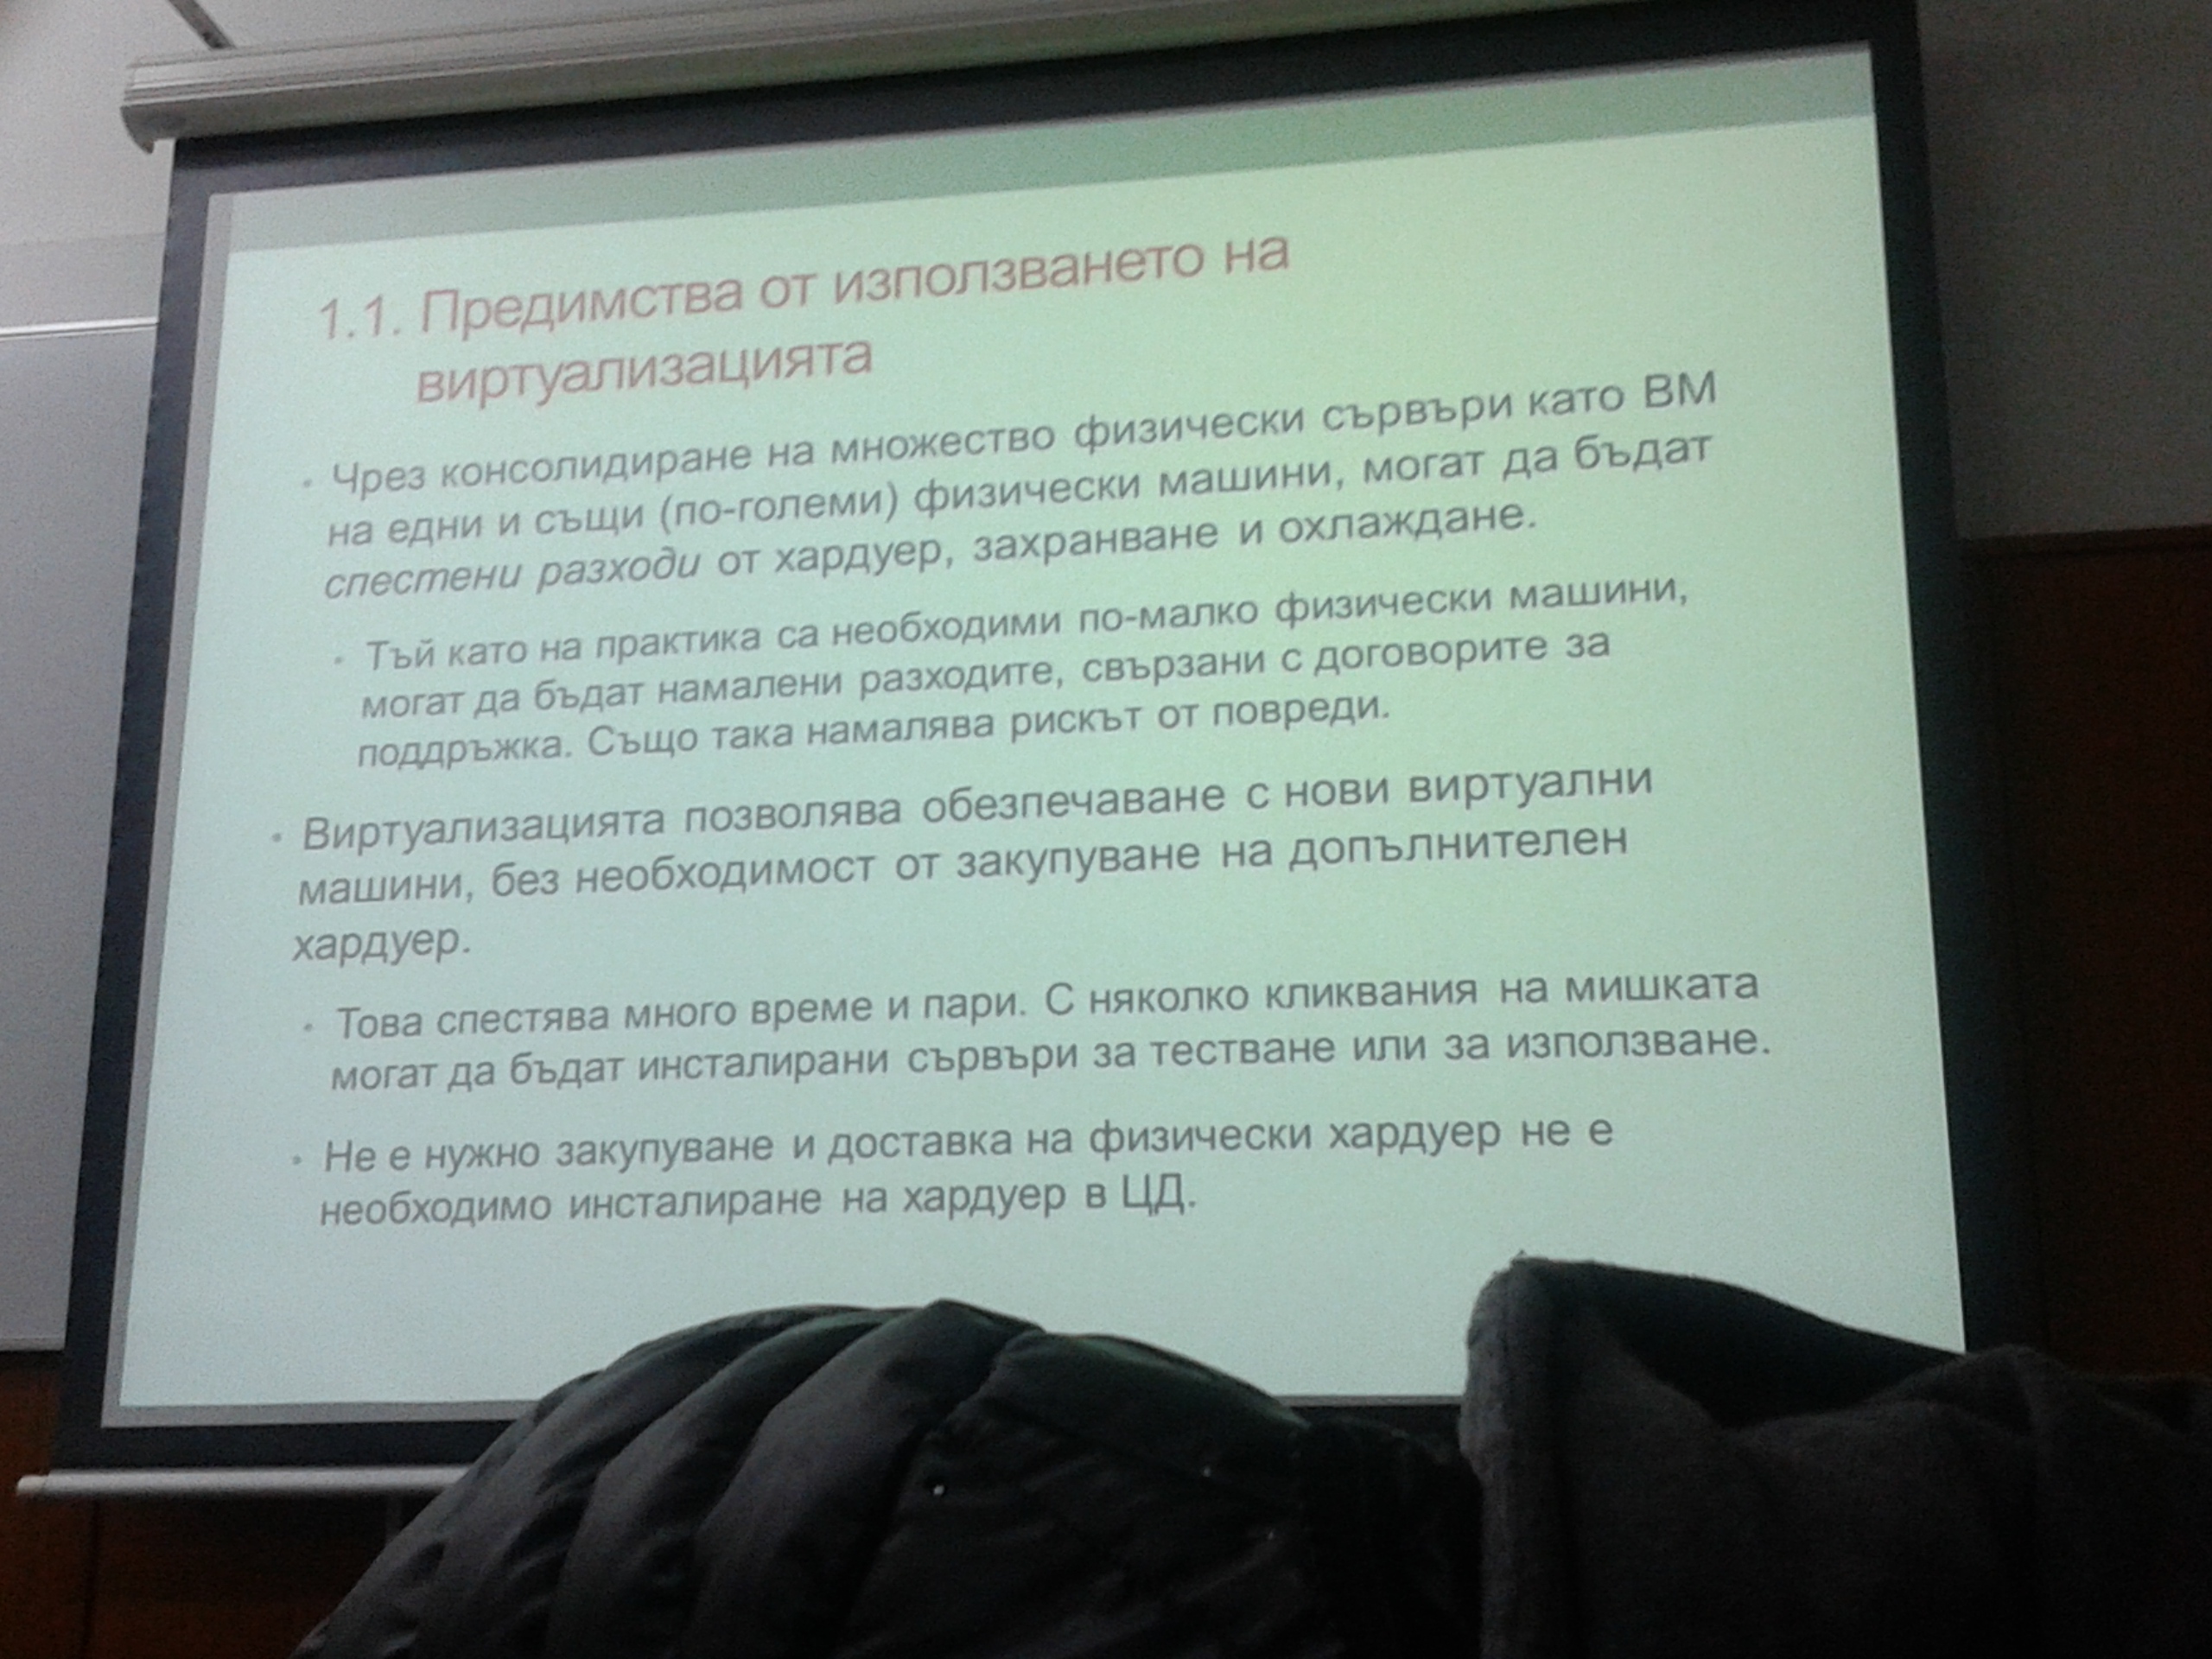 1.1. Предимства от използването на
виртуализацията
• Чрез консолидиране на множество физически сървъри като ВМ
на едни и същи (по-големи) физически машини, могат да бъдат
спестени разходи от хардуер, захранване и охлаждане.
• Тъй като на практика са необходими по-малко физически машини,
могат да бъдат намалени разходите, свързани с договорите за
поддръжка. Също така намалява рискът от повреди.
• Виртуализацията позволява обезпечаване с нови виртуални
машини, без необходимост от закупуване на допълнителен
хардуер.
• Това спестява много време и пари. С няколко кликвания на мишката
могат да бъдат инсталирани сървъри за тестване или за използване.
• Не е нужно закупуване и доставка на физически хардуер не е
необходимо инсталиране на хардуер в ЦД.